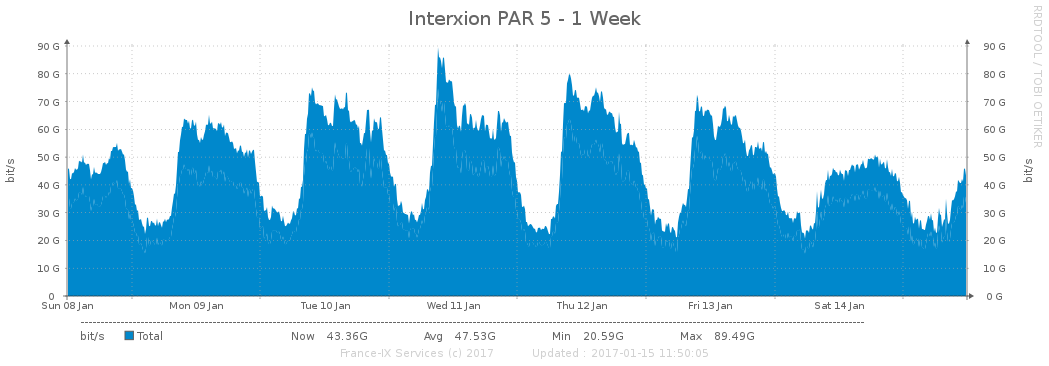 Interxion PAR 5 - 1 Week
RRDTOOL / TOBI OETIKER
90 G 90 G
80 G 80 G
70 G 70 G
60 G 60 G
50 G 50 G
40 G 40 G
30 G 30 G
20 G 20 G
10 G 10 G
0 0 G
bit/s
bit/s
Sun 08 Jan Mon 09 Jan Tue 10 Jan Wed 11 Jan Thu 12 Jan Fri 13 Jan Sat 14 Jan
bit/s Total Now 43.36G Avg 47.53G Min 20.59G Max 89.49G
France-IX Services (c) 2017 Updated : 2017-01-15 11:50:05